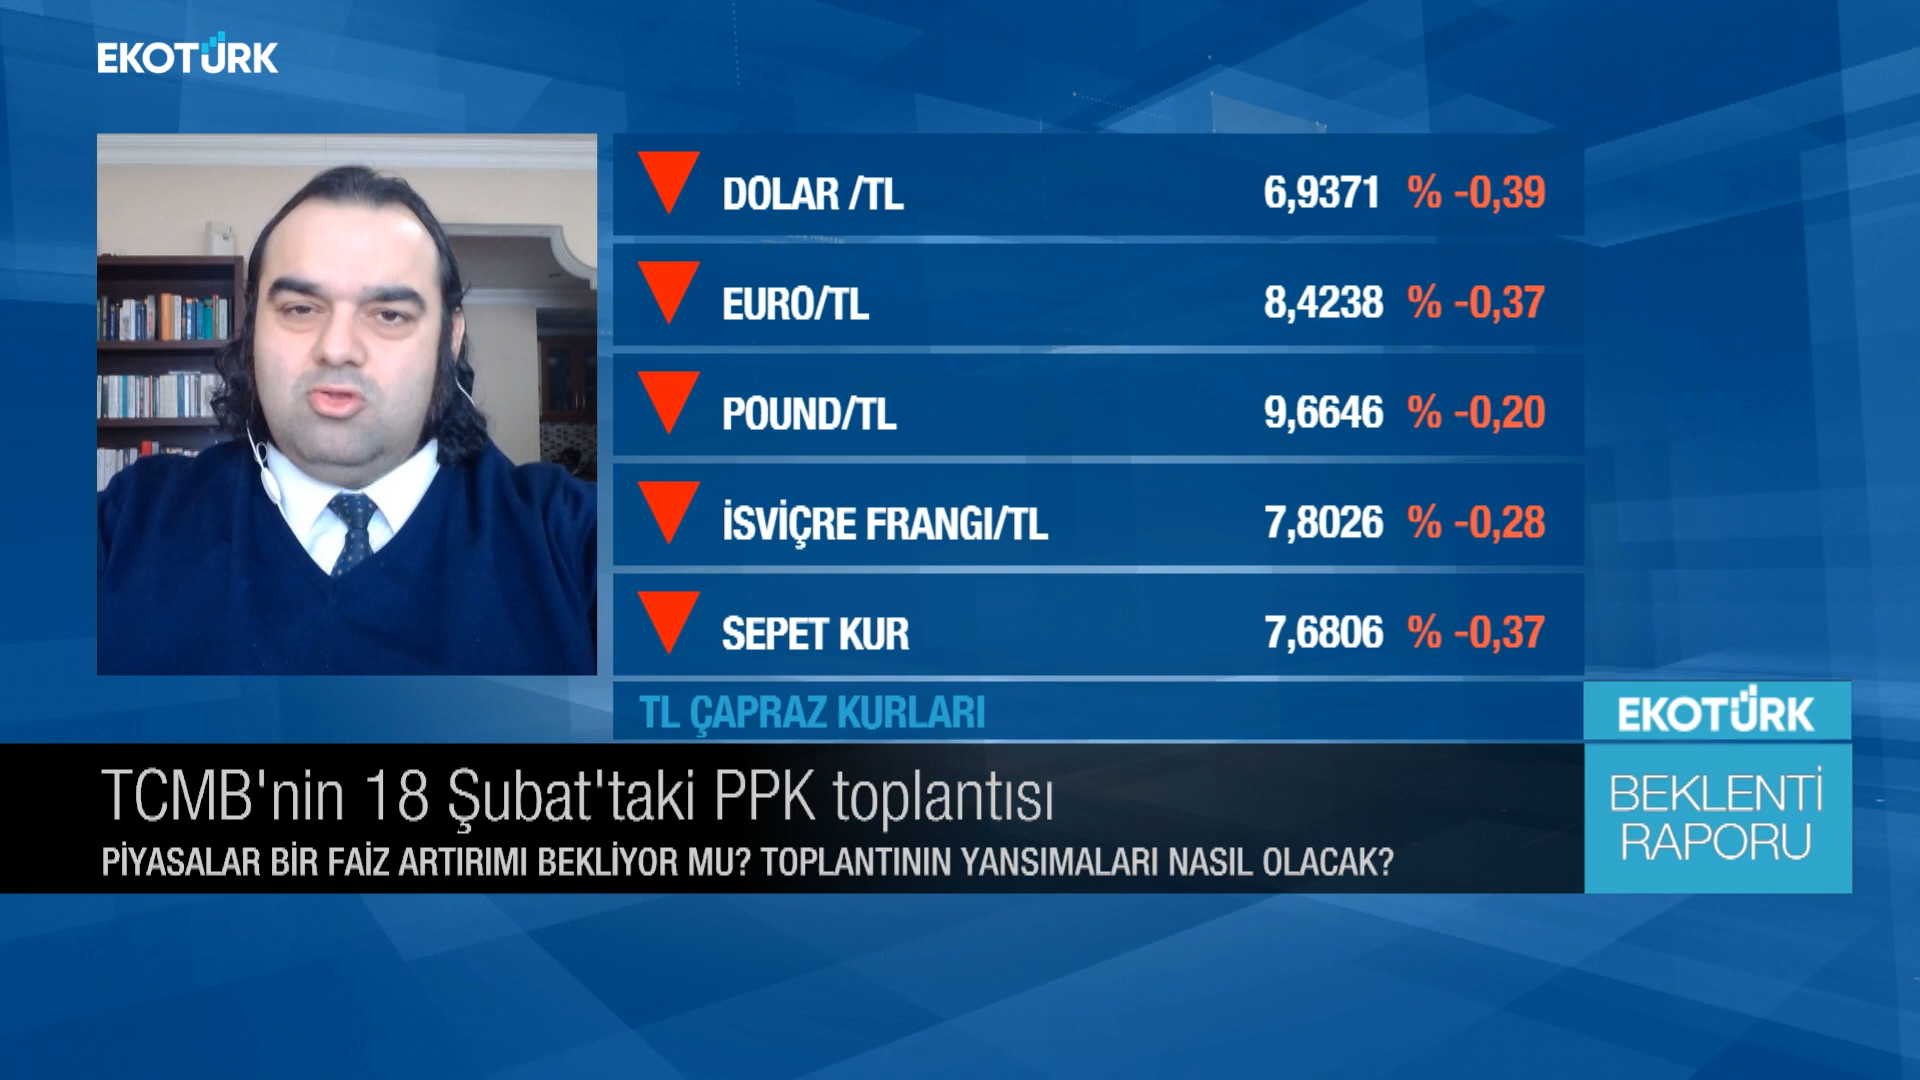 EKOTÜRK
DOLAR /TL 6,9371 % -0,39
EURO/TL 8,4238 % -0,37
POUND/TL 9,6646 % -0,20
İSVİÇRE FRANGI/TL 7,8026 % -0,28
SEPET KUR 7,6806 % -0,37
TL ÇAPRAZ KURLARI
EKOTÜRK
TCMB'nin 18 Şubat'taki PPK toplantısı
PİYASALAR BİR FAİZ ARTIRIMI BEKLİYOR MU? TOPLANTININ YANSIMALARI NASIL OLACAK?
BEKLENTİ
RAPORU